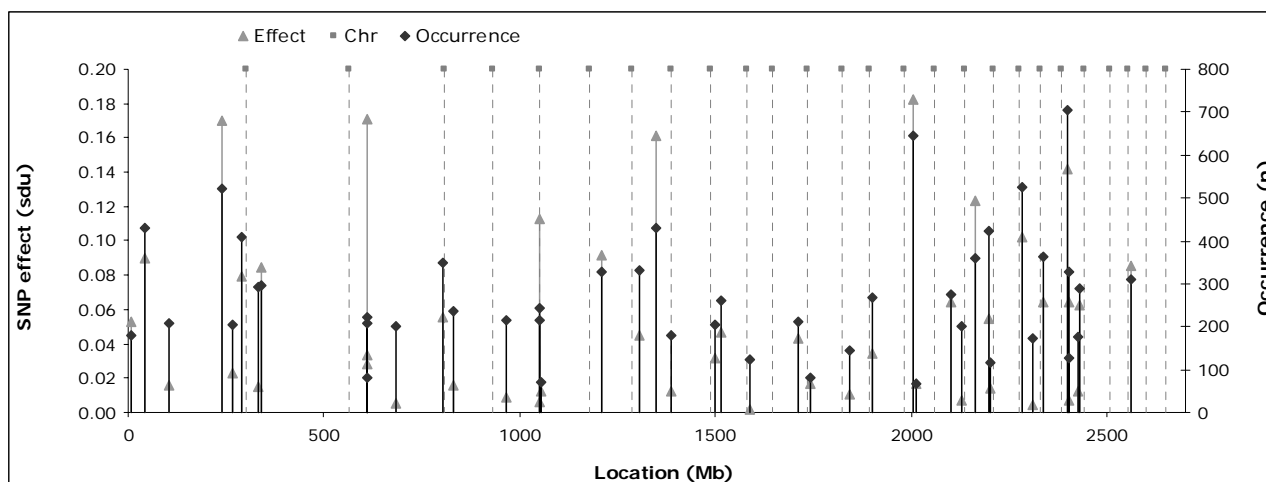 Effect Chr Occurrence
0.20 800
0.18 700
0.16 600
0.14
0.12 500
0.10 400
0.08 300
0.06
0.04 200
0.02 100
0.00 0
SNP effect (sdu)
Occurrence (n)
0 500 1000 1500 2000 2500
Location (Mb)